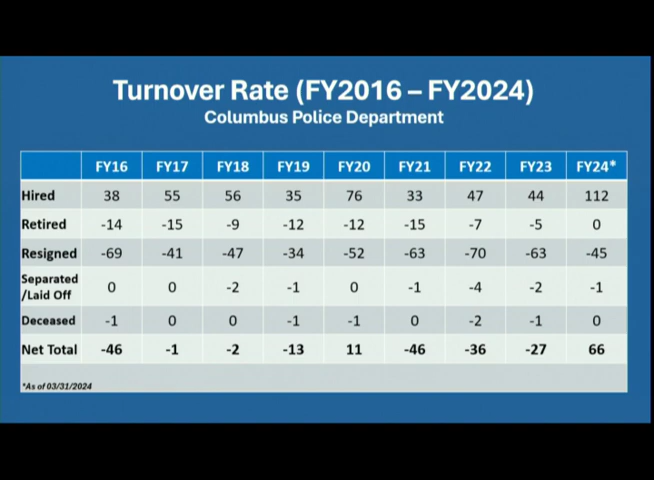 Turnover Rate (FY2016 – FY2024)
Columbus Police Department
FY16 FY17 FY18 FY19 FY20 FY21 FY22 FY23 FY24*
Hired 38 55 56 35 76 33 47 44 112
Retired -14 -15 -9 -12 -12 -15 -7 -5 0
Resigned -69 -41 -47 -34 -52 -63 -70 -63 -45
Separated
/Laid Off 0 0 -2 -1 0 -1 -4 -2 -1
Deceased -1 0 0 -1 -1 0 -2 -1 0
Net Total -46 -1 -2 -13 11 -46 -36 -27 66
*As of 03/31/2024